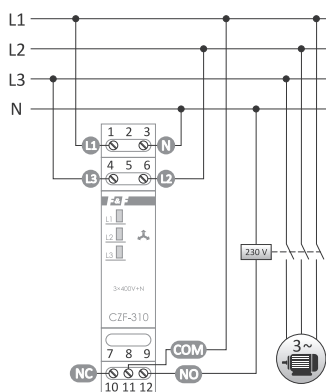 L1
L2
L3
N
1 2 3
L1 N
4 5 6
L3 L2
F&F
L1
L2
L3
230 V
3×400V+N
CZF-310
3~
7 8 9
COM
NC NO
10 11 12